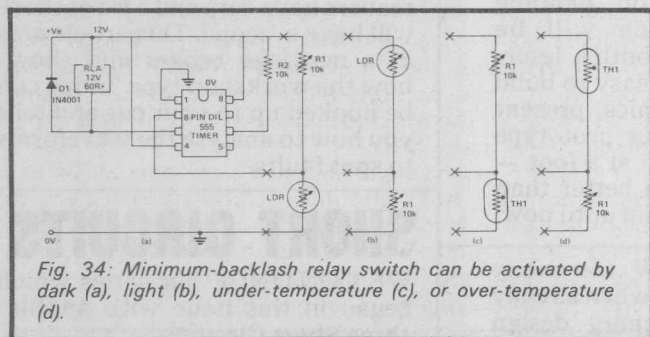 +Ve 12V
RLA
12V
60R+
D1
IN4001
0V
1 8
8-PIN DIL
555
TIMER
4 5
R2
10k
R1
10k
LDR
0V
(a)
LDR
R1
10k
(b)
R1
10k
TH1
(c)
TH1
R1
10k
(d)
Fig. 34: Minimum-backlash relay switch can be activated by
dark (a), light (b), under-temperature (c), or over-temperature
(d).